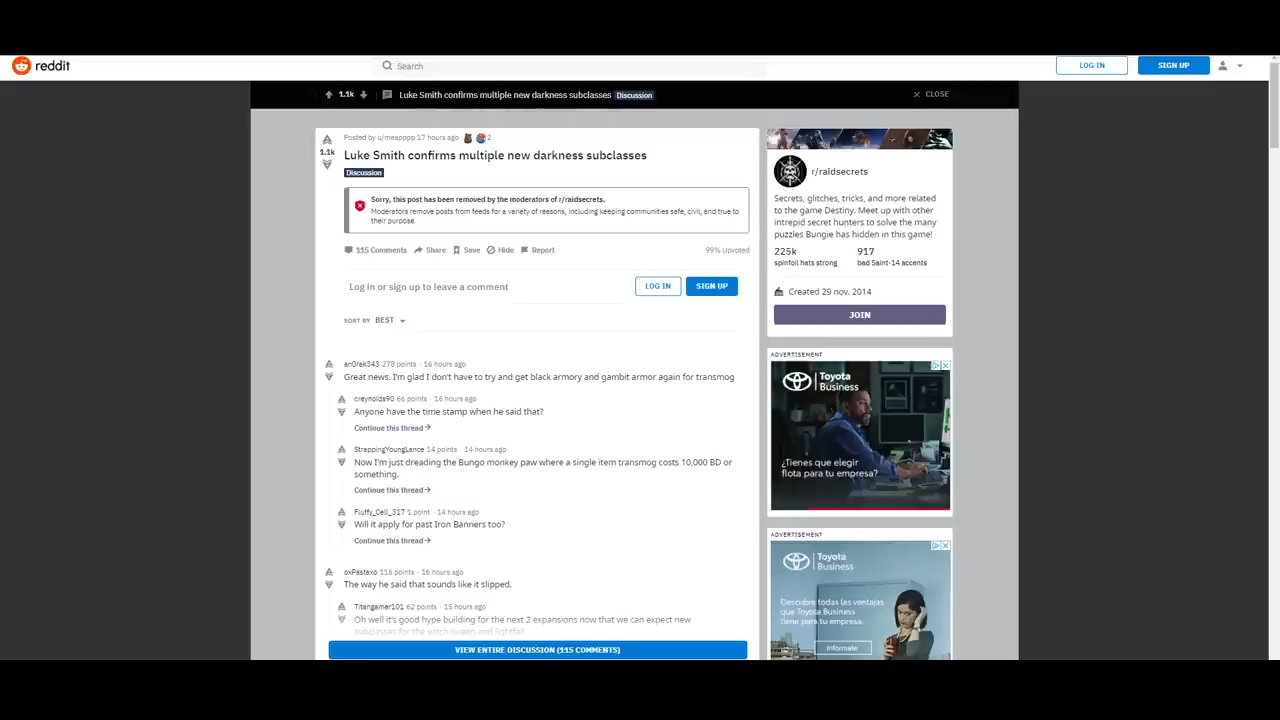 reddit
Search
LOG IN
SIGN UP
1.1k
Luke Smith confirms multiple new darkness subclasses Discussion
CLOSE
Posted by u/meapppp 17 hours ago 2
1.1k
Luke Smith confirms multiple new darkness subclasses
Discussion
Sorry, this post has been removed by the moderators of r/raidsecrets.
Moderators remove posts from feeds for a variety of reasons, including keeping communities safe, civil, and true to
their purpose.
115 Comments Share Save Hide Report 99% Upvoted
Log in or sign up to leave a comment LOG IN SIGN UP
SORT BY BEST
an0rak343 278 points · 16 hours ago
Great news. I'm glad I don't have to try and get black armory and gambit armor again for transmog
creynolds90 66 points · 16 hours ago
Anyone have the time stamp when he said that?
Continue this thread
StrappingYoungLance 14 points · 14 hours ago
Now I'm just dreading the Bungo monkey paw where a single item transmog costs 10,000 BD or
something.
Continue this thread
Fluffy_Cell_317 1 point · 14 hours ago
Will it apply for past Iron Banners too?
Continue this thread
oxPastaxo 116 points · 16 hours ago
The way he said that sounds like it slipped.
Titangamer101 62 points · 15 hours ago
Oh well it's good hype building for the next 2 expansions now that we can expect new
subclasses for the witch queen and lightfall
VIEW ENTIRE DISCUSSION (115 COMMENTS)
r/raidsecrets
Secrets, glitches, tricks, and more related
to the game Destiny. Meet up with other
intrepid secret hunters to solve the many
puzzles Bungie has hidden in this game!
225k 917
spinfoil hats strong bad Saint-14 accents
Created 29 nov. 2014
JOIN
ADVERTISEMENT
Toyota
Business
¿Tienes que elegir
flota para tu empresa?
ADVERTISEMENT
Toyota
Business
Descubre todas las ventajas
que Toyota Business
tiene para tu empresa.
Infórmate